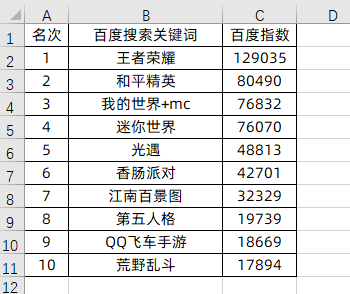 A B C D
1 名次 百度搜索关键词 百度指数
2 1 王者荣耀 129035
3 2 和平精英 80490
4 3 我的世界+mc 76832
5 4 迷你世界 76070
6 5 光遇 48813
7 6 香肠派对 42701
8 7 江南百景图 32329
9 8 第五人格 19739
10 9 QQ飞车手游 18669
11 10 荒野乱斗 17894
12